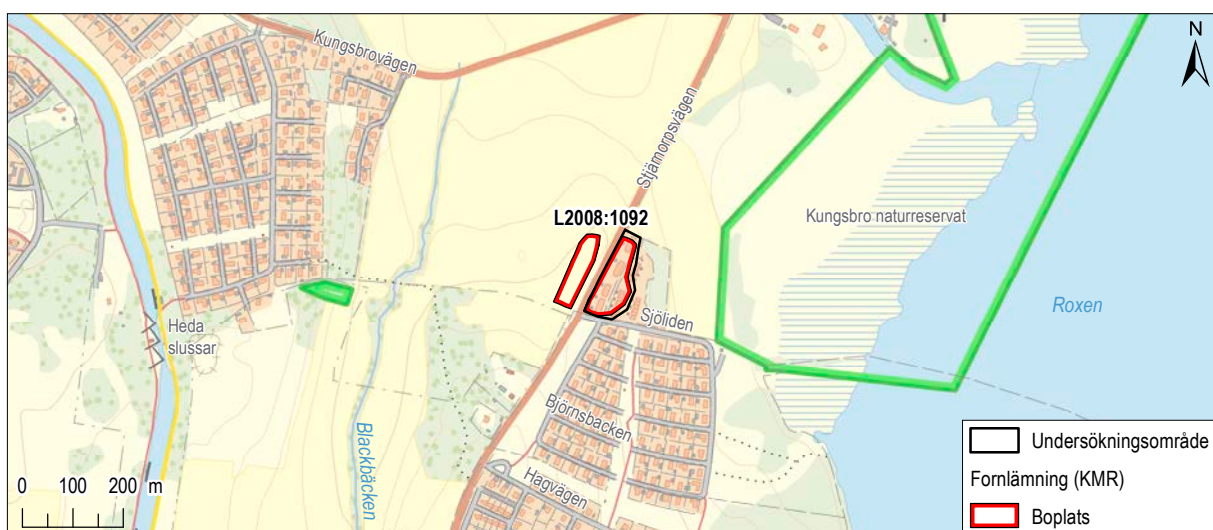 Kungsbrovägen
N
Stjärnorpsvägen
L2008:1092
Kungsbro naturreservat
Roxen
Sjöliden
Heda
slussar
Björnsbacken
Blackbäcken
Hagvägen
0 100 200 m
Undersökningsområde
Fornlämning (KMR)
Boplats